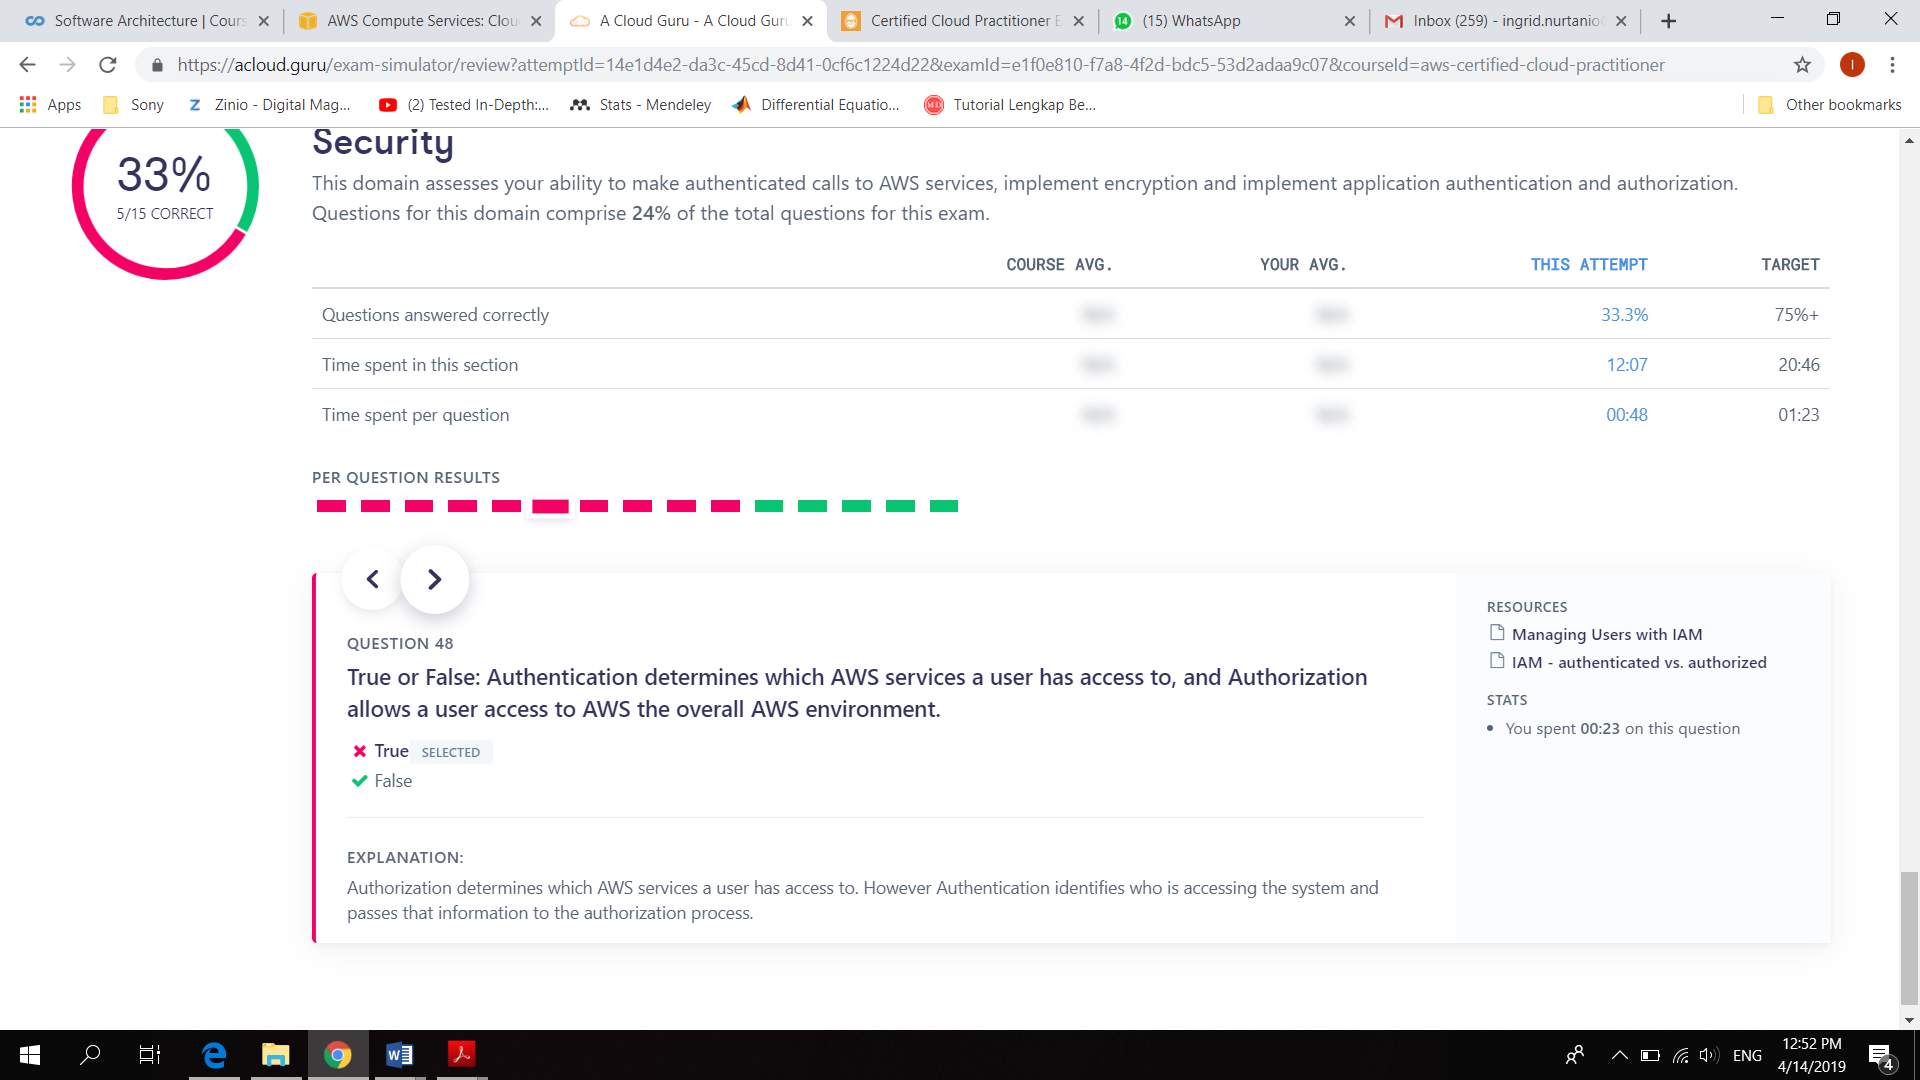 Software Architecture | Cours
AWS Compute Services: Clou
A Cloud Guru - A Cloud Guru
Certified Cloud Practitioner E
14
(15) WhatsApp
Inbox (259) - ingrid.nurtanio
https://acloud.guru/exam-simulator/review?attemptId=14e1d4e2-da3c-45cd-8d41-0cf6c1224d22&examId=e1f0e810-f7a8-4f2d-bdc5-53d2adaa9c07&courseId=aws-certified-cloud-practitioner
I
Apps
Sony
Z Zinio - Digital Mag...
(2) Tested In-Depth:...
Stats - Mendeley
Differential Equatio...
Tutorial Lengkap Be...
Other bookmarks
33%
5/15 CORRECT
Security
This domain assesses your ability to make authenticated calls to AWS services, implement encryption and implement application authentication and authorization.
Questions for this domain comprise 24% of the total questions for this exam.
COURSE AVG. YOUR AVG. THIS ATTEMPT TARGET
Questions answered correctly 33.3% 75%+
Time spent in this section 12:07 20:46
Time spent per question 00:48 01:23
PER QUESTION RESULTS
QUESTION 48
True or False: Authentication determines which AWS services a user has access to, and Authorization
allows a user access to AWS the overall AWS environment.
True SELECTED
False
EXPLANATION:
Authorization determines which AWS services a user has access to. However Authentication identifies who is accessing the system and
passes that information to the authorization process.
RESOURCES
Managing Users with IAM
IAM - authenticated vs. authorized
STATS
You spent 00:23 on this question
ENG
12:52 PM
4/14/2019
4